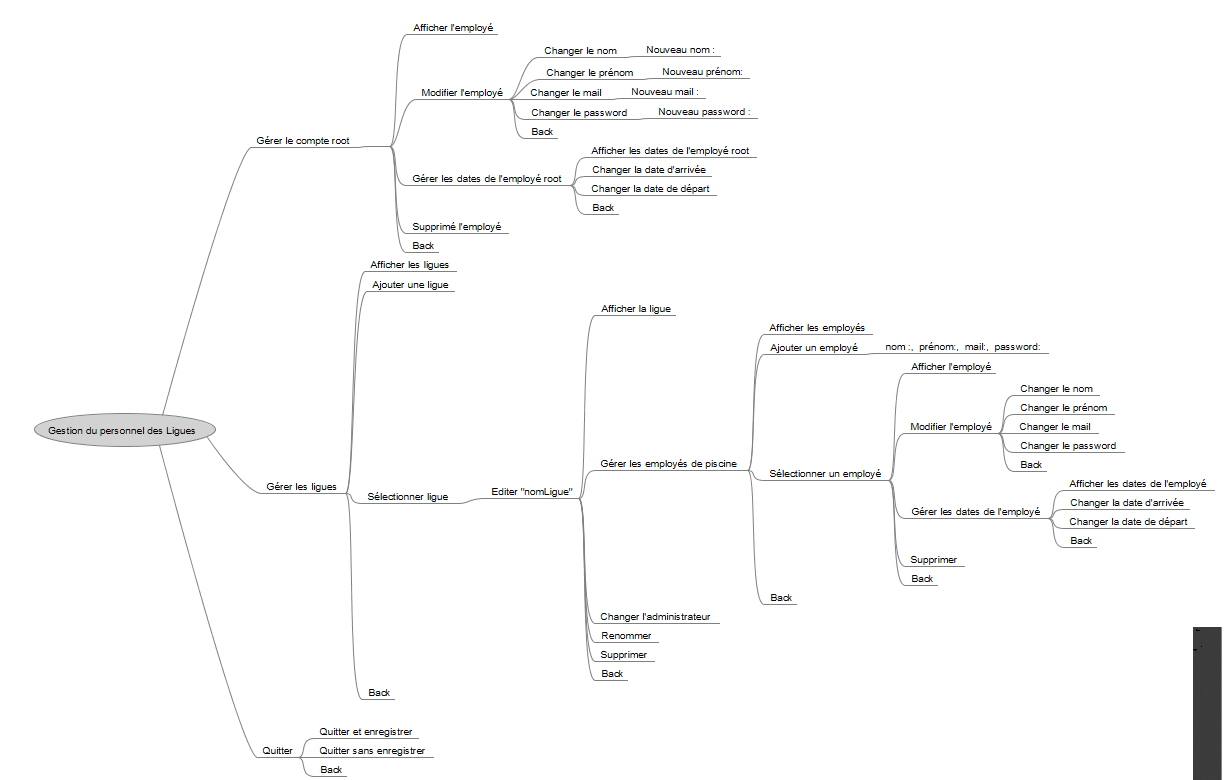 Gestion du personnel des Ligues
Gérer le compte root
Afficher l'employé
Modifier l'employé
Changer le nom
Nouveau nom :
Changer le prénom
Nouveau prénom:
Changer le mail
Nouveau mail :
Changer le password
Nouveau password :
Back
Gérer les dates de l'employé root
Afficher les dates de l'employé root
Changer la date d'arrivée
Changer la date de départ
Back
Supprimé l'employé
Back
Gérer les ligues
Afficher les ligues
Ajouter une ligue
Sélectionner ligue
Editer "nomLigue"
Afficher la ligue
Gérer les employés de piscine
Afficher les employés
Ajouter un employé
nom :,  prénom:,  mail:,  password:
Sélectionner un employé
Afficher l'employé
Modifier l'employé
Changer le nom
Changer le prénom
Changer le mail
Changer le password
Back
Gérer les dates de l'employé
Afficher les dates de l'employé
Changer la date d'arrivée
Changer la date de départ
Back
Supprimer
Back
Back
Changer l'administrateur
Renommer
Supprimer
Back
Back
Quitter
Quitter et enregistrer
Quitter sans enregistrer
Back